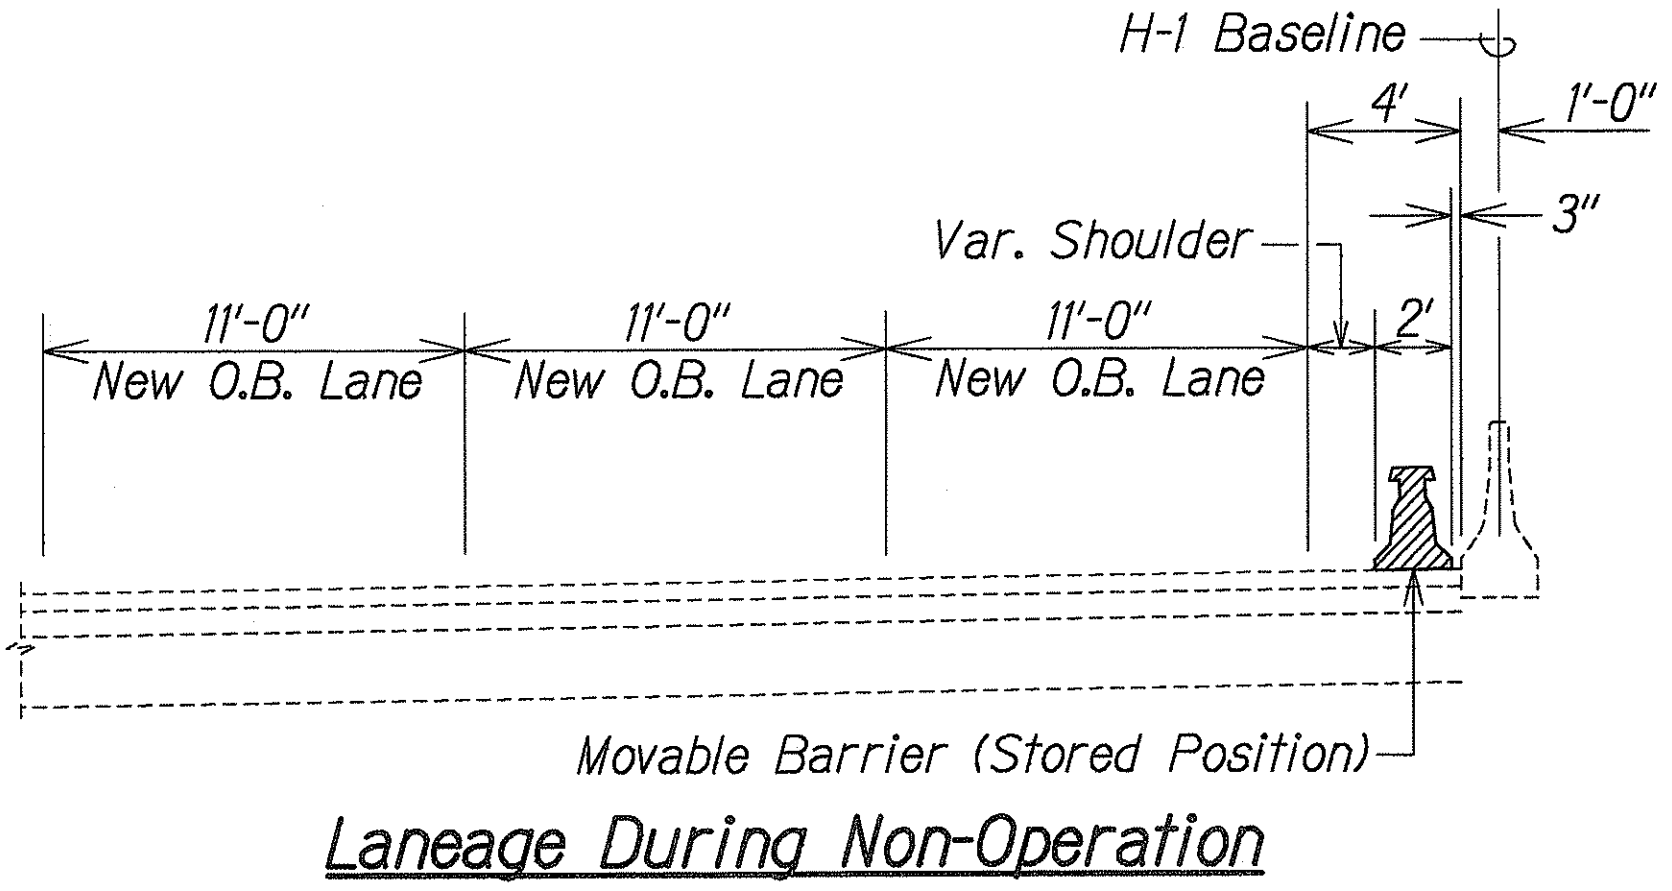 H-1 Baseline
4'
1'-0"
3"
Var. Shoulder
11'-0"
11'-0"
11'-0"
2'
New O.B. Lane
New O.B. Lane
New O.B. Lane
Movable Barrier (Stored Position)
Laneage During Non-Operation